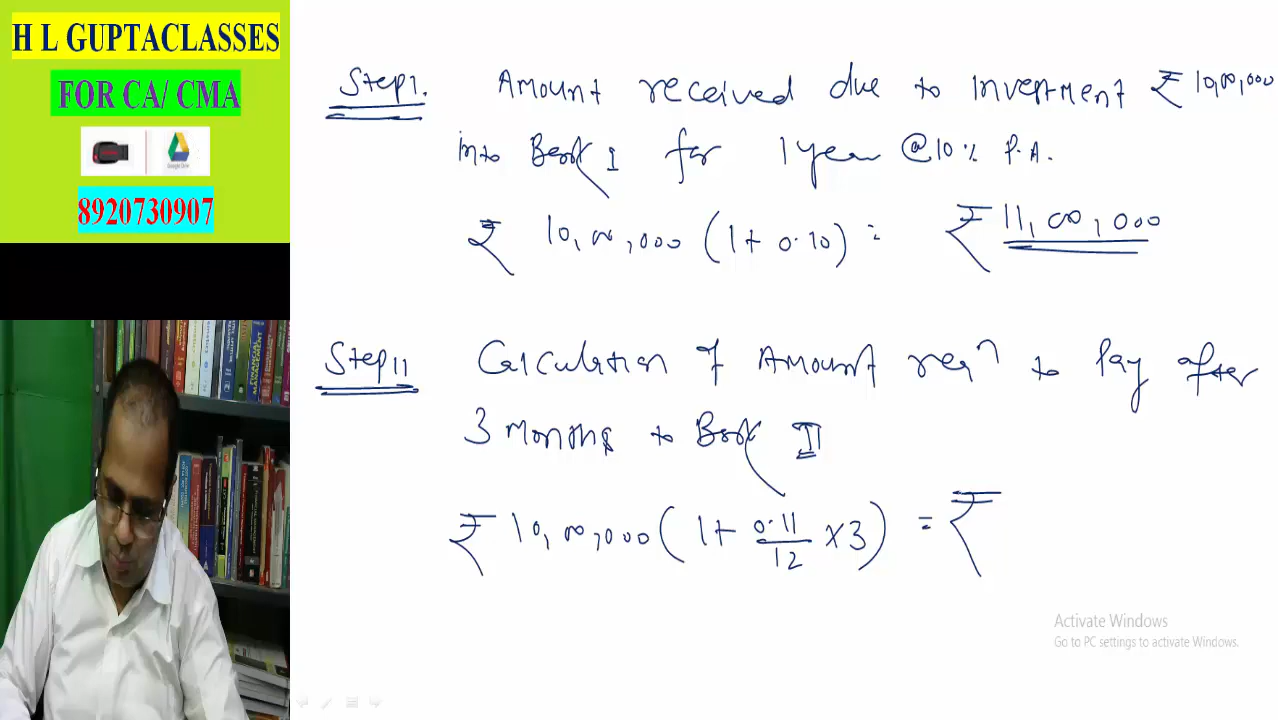 H L GUPTACLASSES
FOR CA/ CMA
8920730907
Step I. Amount received due to Investment ₹ 10,00,000
into Bank I for 1 year @ 10% P.A.
₹ 10,00,000 (1+ 0.10) = ₹ 11,00,000
Step II Calculation of Amount reqd to Pay after
3 Months to Bank II
₹ 10,00,000 (1+ 0.11/12 × 3) = ₹
FINANCIAL MANAGEMENT
Activate Windows
Go to PC settings to activate Windows.